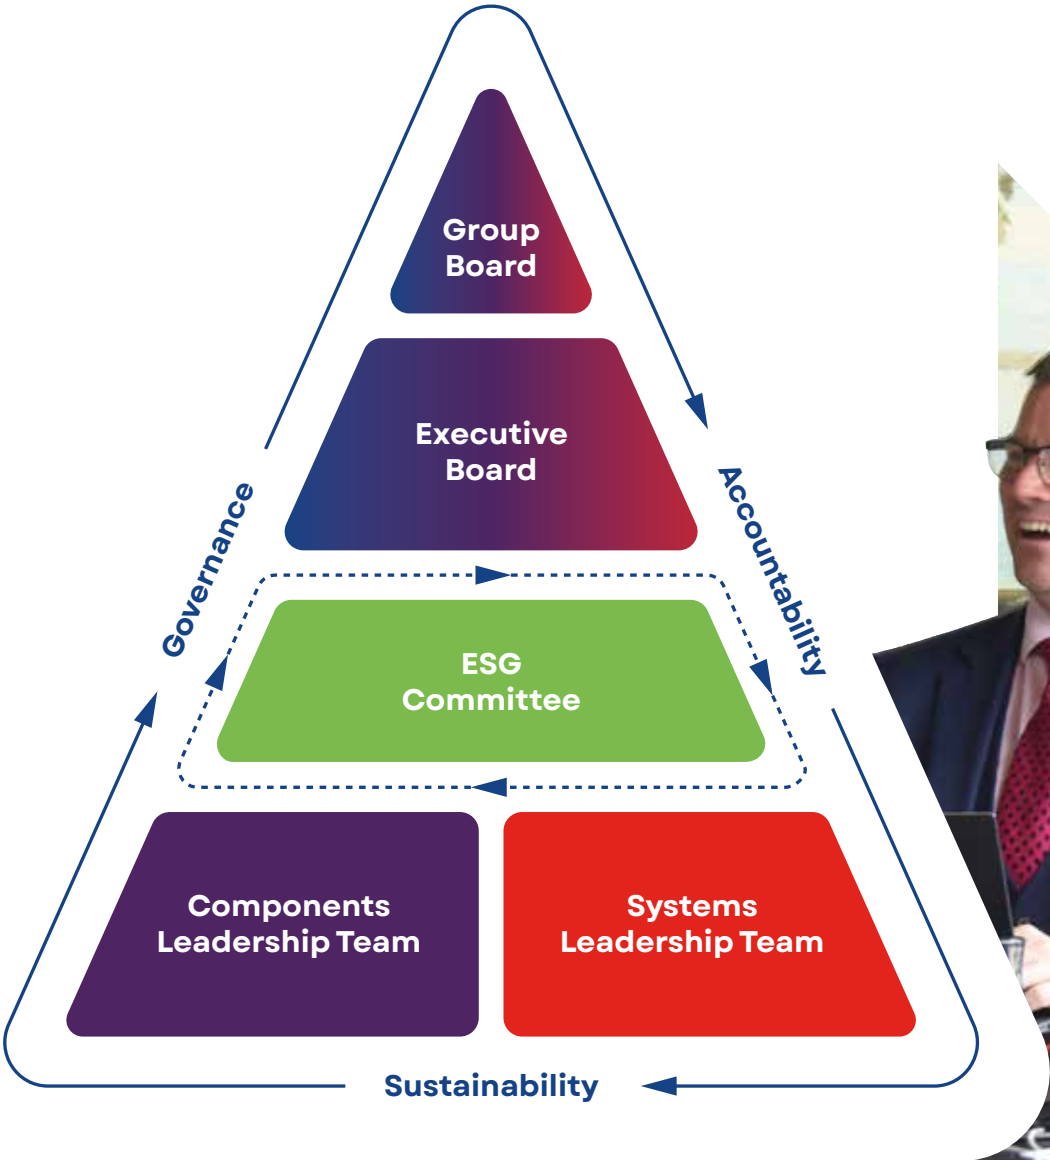 Group
Board
Executive
Board
Governance
Accountability
ESG
Committee
Components
Leadership Team
Systems
Leadership Team
Sustainability